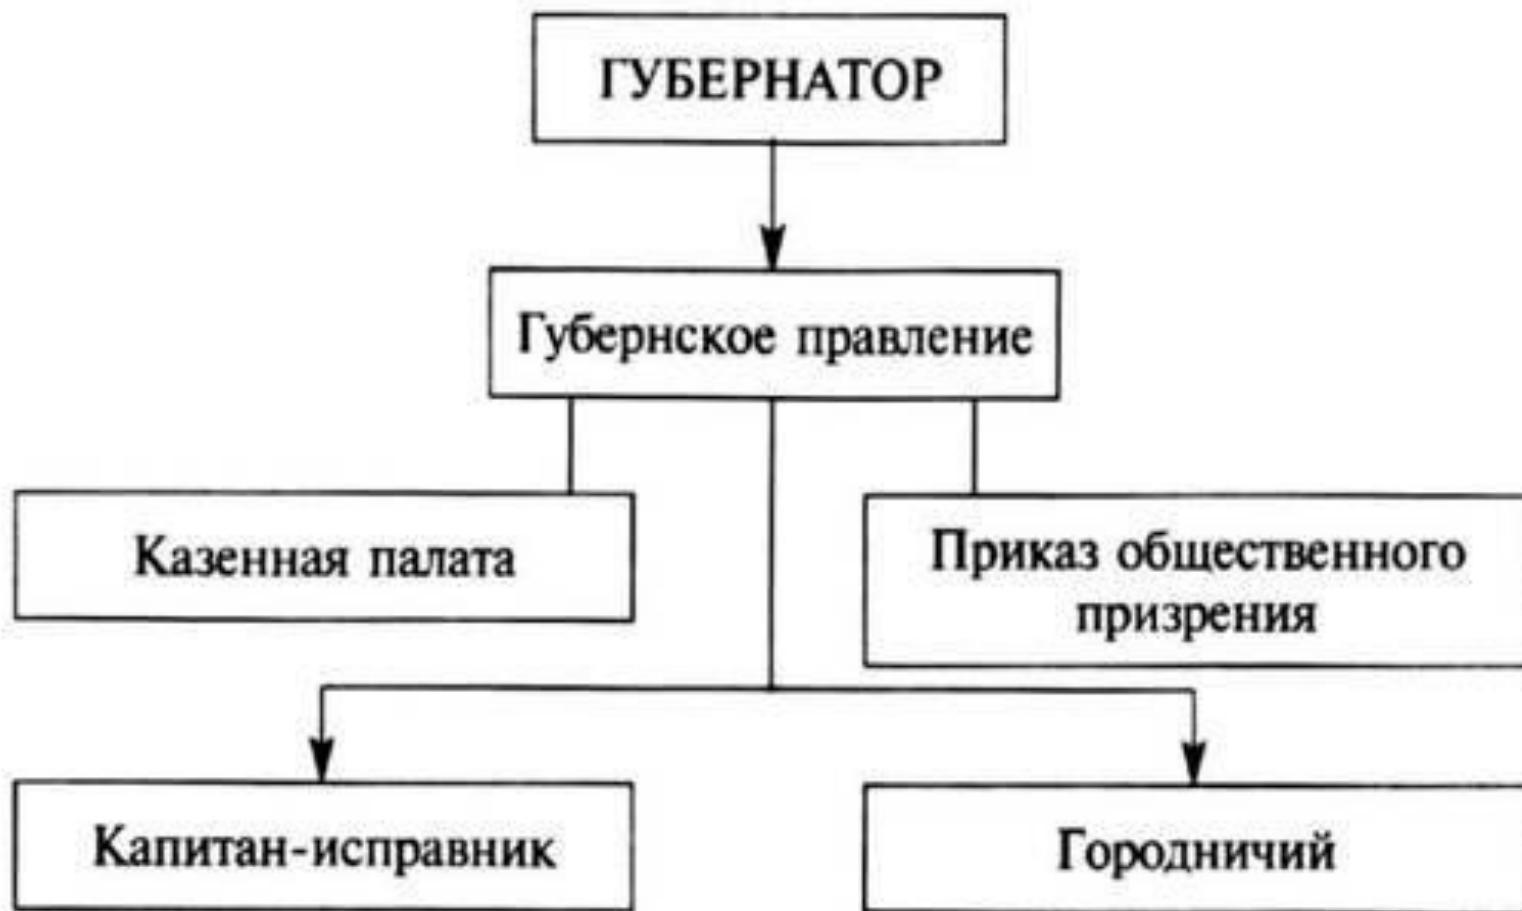 ГУБЕРНАТОР
Губернское правление
Казенная палата
Приказ общественного
призрения
Капитан-исправник
Городничий